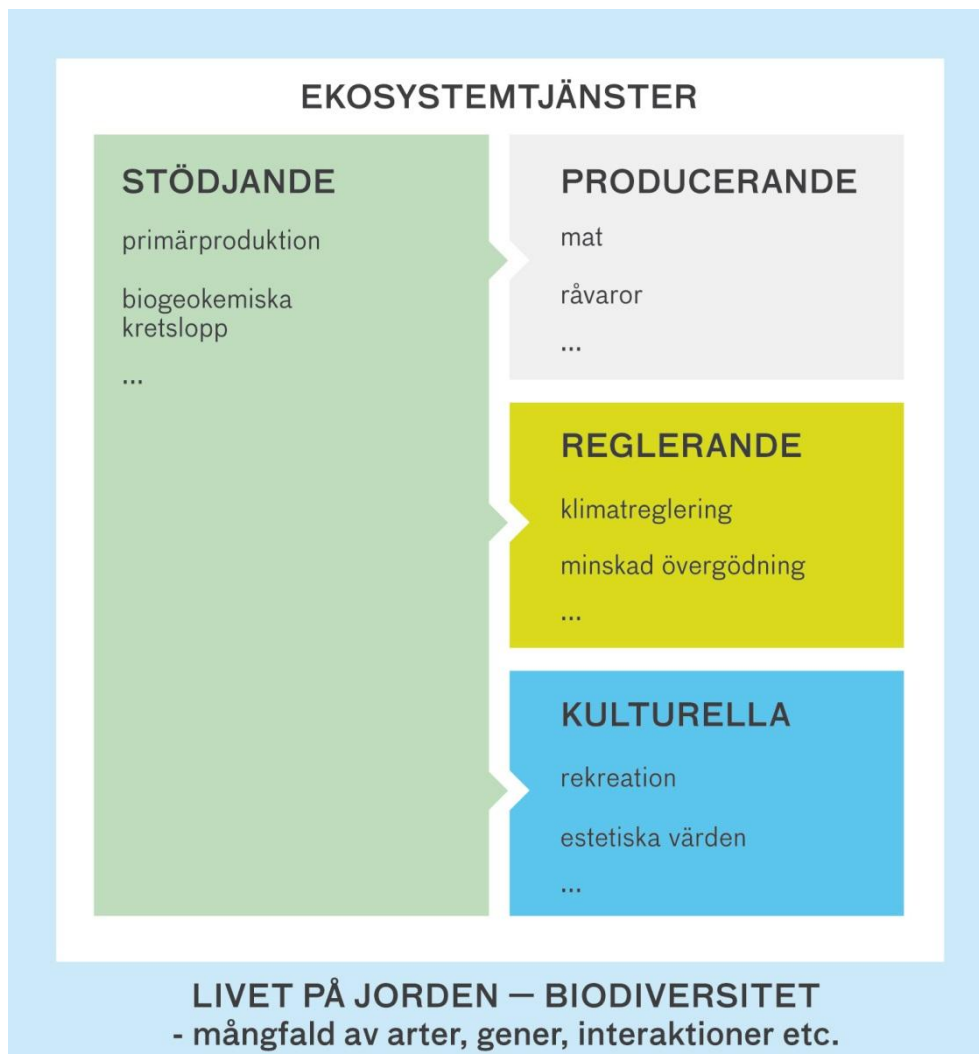 EKOSYSTEMTJÄNSTER
STÖDJANDE
primärproduktion
biogeokemiska
kretslopp
...
PRODUCERANDE
mat
råvaror
...
REGLERANDE
klimatreglering
minskad övergödning
...
KULTURELLA
rekreation
estetiska värden
...
LIVET PÅ JORDEN — BIODIVERSITET
- mångfald av arter, gener, interaktioner etc.